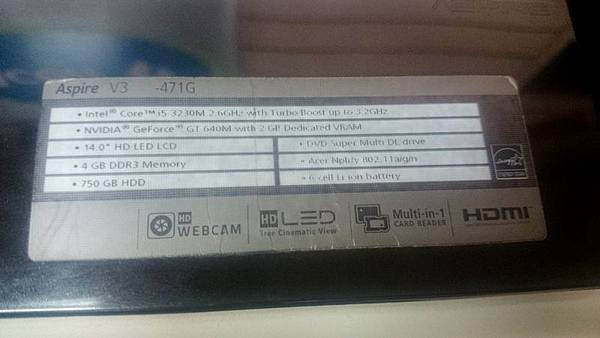 Aspire V3 -471G
• Intel® Core™ i5-3230M 2.6GHz with Turbo Boost up to 3.2GHz
• NVIDIA® GeForce® GT 640M with 2 GB Dedicated VRAM
• 14.0" HD LED LCD
• DVD Super Multi DL drive
• 4 GB DDR3 Memory
• Acer Nplify 802.11a/g/n
• 750 GB HDD
• 6-cell Li-ion battery
HD WEBCAM
HD LED
True Cinematic View
Multi-in-1
CARD READER
HDMI